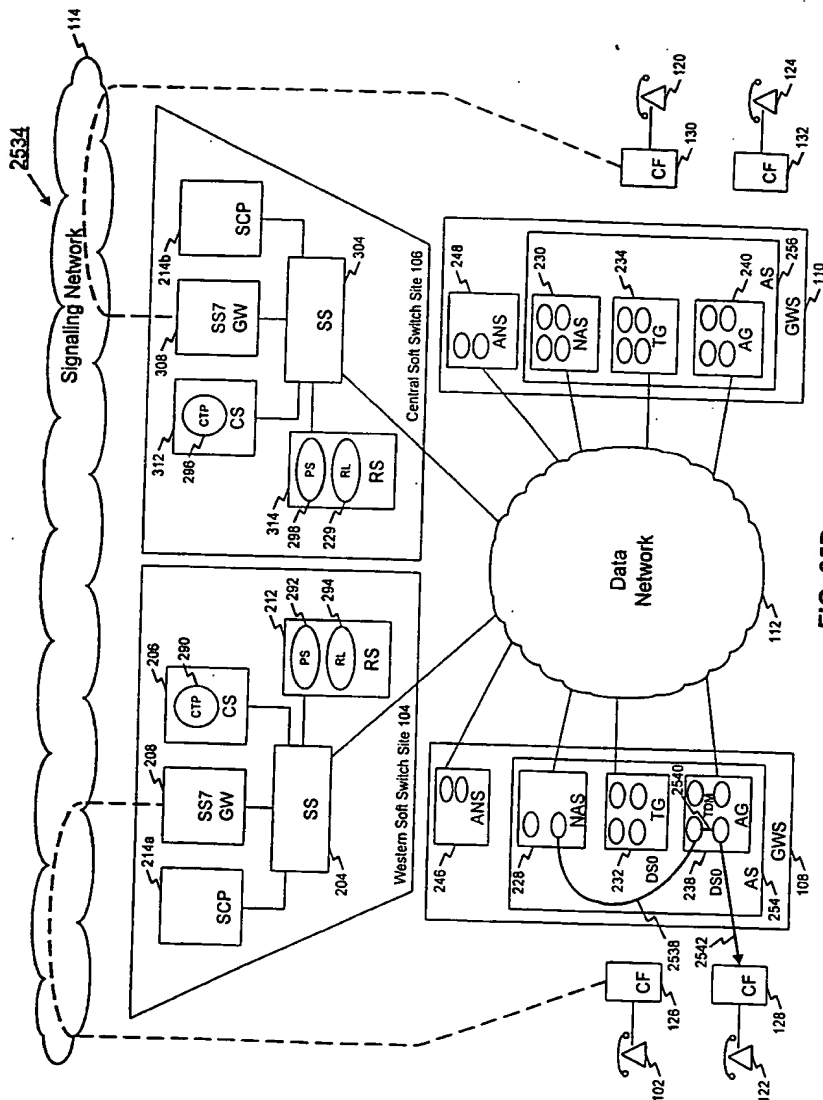 2534
114
Signaling Network
214a
208
206
290
SCP
SS7
GW
CTP
CS
212
292
294
PS
RL
RS
SS
204
Western Soft Switch Site 104
312
296
308
214b
CTP
CS
SS7
GW
SCP
314
298
229
PS
RL
RS
SS
304
Central Soft Switch Site 106
246
ANS
228
NAS
232
TG
DS0
2540
TDM
238
AG
DS0
AS
254
GWS
108
2538
2542
Data
Network
112
248
ANS
230
NAS
234
TG
240
AG
AS
256
GWS
110
102
CF
126
122
CF
128
CF
130
120
CF
132
124
FIG. 25D